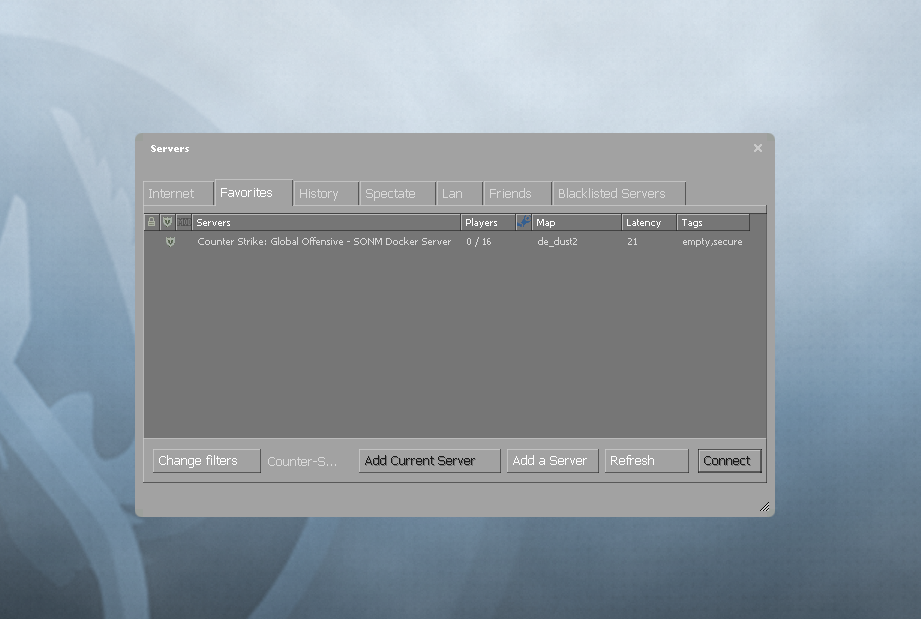 Servers
Internet Favorites History Spectate Lan Friends Blacklisted Servers
Servers Players Map Latency Tags
Counter Strike: Global Offensive - SONM Docker Server 0 / 16 de_dust2 21 empty,secure
Change filters Counter-S... Add Current Server Add a Server Refresh Connect